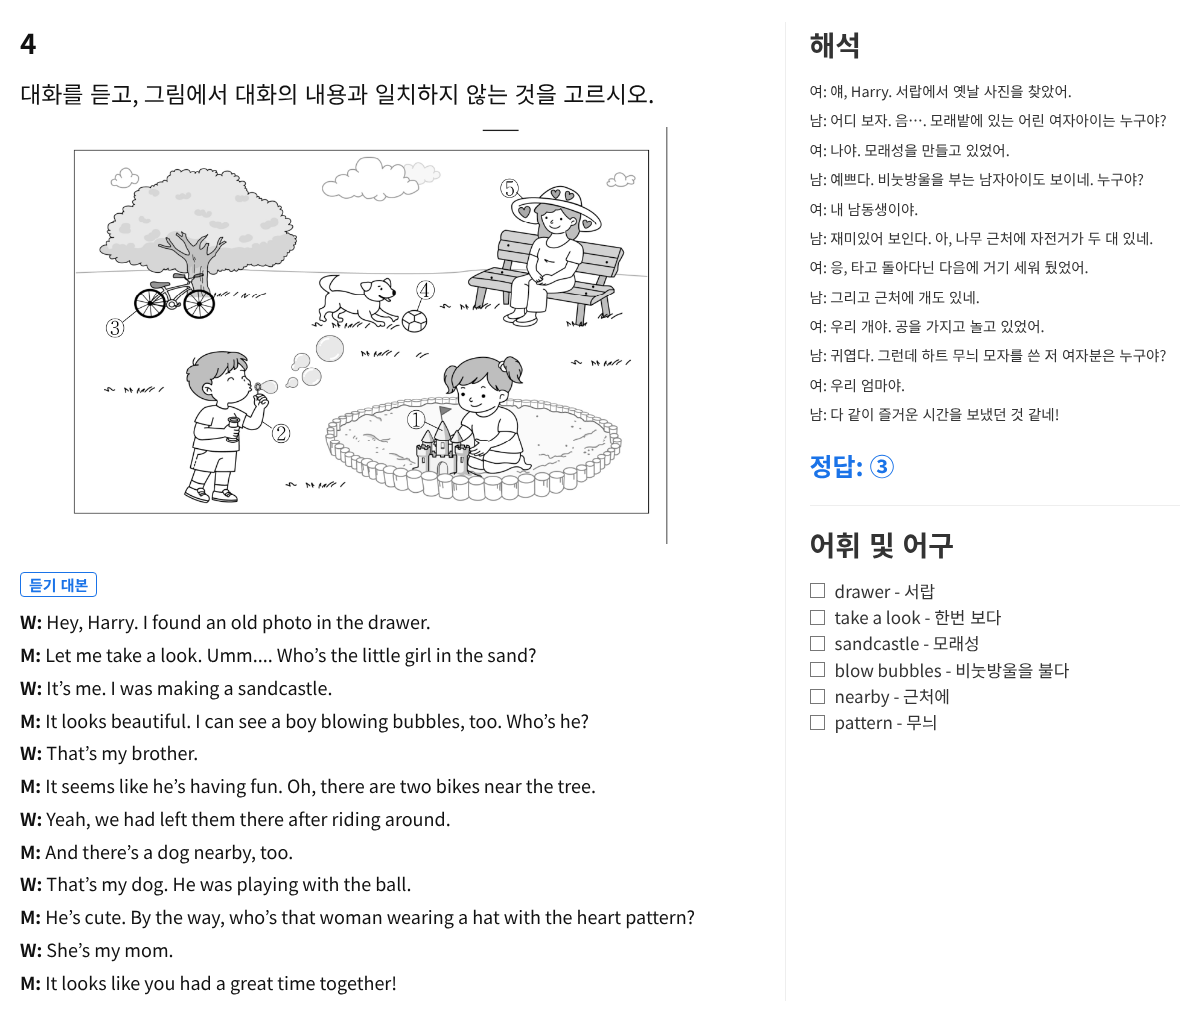 4
대화를 듣고, 그림에서 대화의 내용과 일치하지 않는 것을 고르시오.
⑤
④
③
①
②
듣기 대본
W: Hey, Harry. I found an old photo in the drawer.
M: Let me take a look. Umm.... Who's the little girl in the sand?
W: It's me. I was making a sandcastle.
M: It looks beautiful. I can see a boy blowing bubbles, too. Who's he?
W: That's my brother.
M: It seems like he's having fun. Oh, there are two bikes near the tree.
W: Yeah, we had left them there after riding around.
M: And there's a dog nearby, too.
W: That's my dog. He was playing with the ball.
M: He's cute. By the way, who's that woman wearing a hat with the heart pattern?
W: She's my mom.
M: It looks like you had a great time together!
해석
여: 얘, Harry. 서랍에서 옛날 사진을 찾았어.
남: 어디 보자. 음…. 모래밭에 있는 어린 여자아이는 누구야?
여: 나야. 모래성을 만들고 있었어.
남: 예쁘다. 비눗방울을 부는 남자아이도 보이네. 누구야?
여: 내 남동생이야.
남: 재미있어 보인다. 아, 나무 근처에 자전거가 두 대 있네.
여: 응, 타고 돌아다닌 다음에 거기 세워 뒀었어.
남: 그리고 근처에 개도 있네.
여: 우리 개야. 공을 가지고 놀고 있었어.
남: 귀엽다. 그런데 하트 무늬 모자를 쓴 저 여자분은 누구야?
여: 우리 엄마야.
남: 다 같이 즐거운 시간을 보냈던 것 같네!
정답: ③
어휘 및 어구
drawer - 서랍
take a look - 한번 보다
sandcastle - 모래성
blow bubbles - 비눗방울을 불다
nearby - 근처에
pattern - 무늬